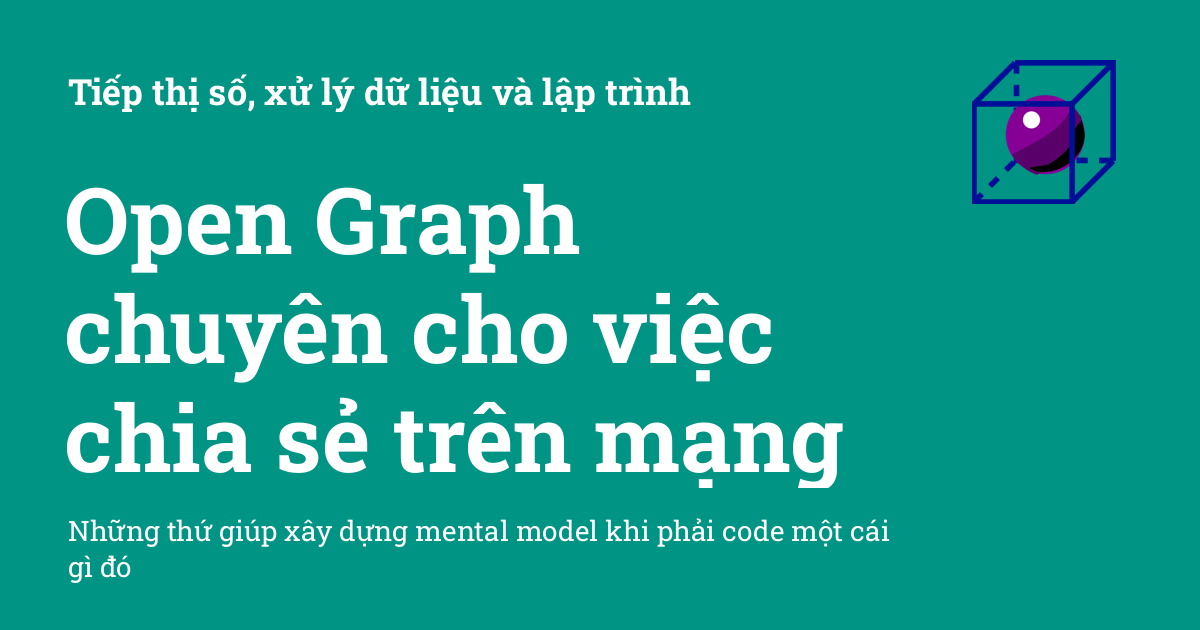 Tiếp thị số, xử lý dữ liệu và lập trình
Open Graph
chuyên cho việc
chia sẻ trên mạng
Những thứ giúp xây dựng mental model khi phải code một cái
gì đó